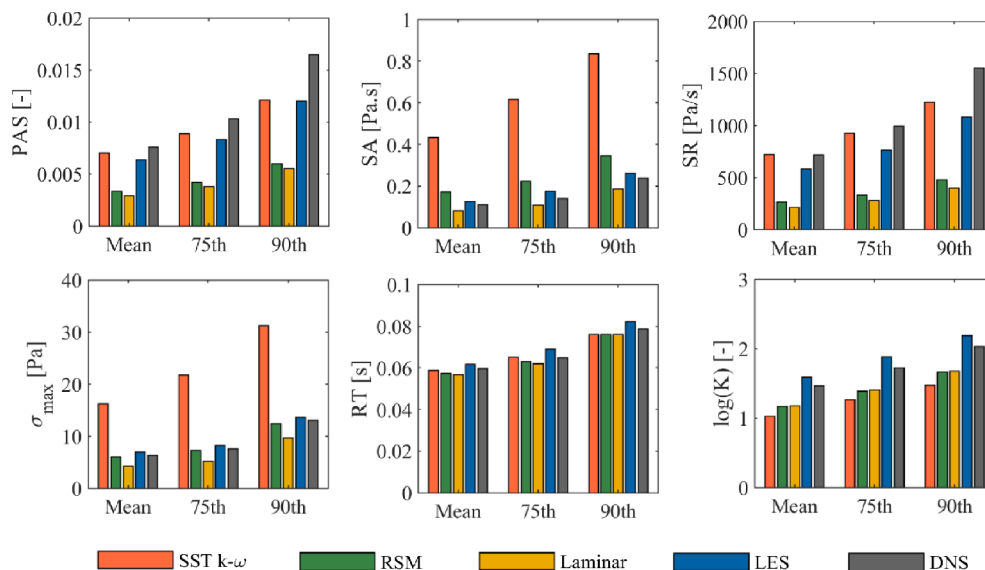 PAS [-]
0.02
0.015
0.01
0.005
0
Mean 75th 90th
SA [Pa.s]
1
0.8
0.6
0.4
0.2
0
Mean 75th 90th
SR [Pa/s]
2000
1500
1000
500
0
Mean 75th 90th
σmax [Pa]
40
30
20
10
0
Mean 75th 90th
RT [s]
0.1
0.08
0.06
0.04
0.02
0
Mean 75th 90th
log(K) [-]
3
2
1
0
Mean 75th 90th
SST k-ω RSM Laminar LES DNS